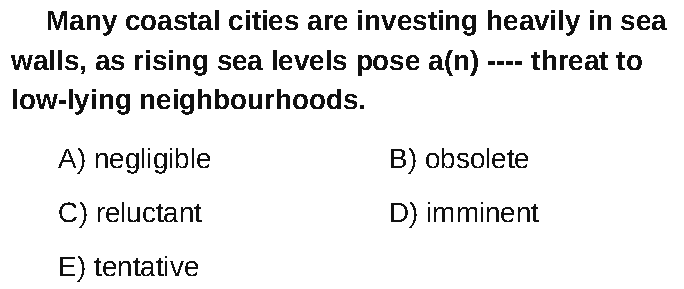 Many coastal cities are investing heavily in sea
walls, as rising sea levels pose a(n) ---- threat to
low-lying neighbourhoods.
A) negligible B) obsolete
C) reluctant D) imminent
E) tentative